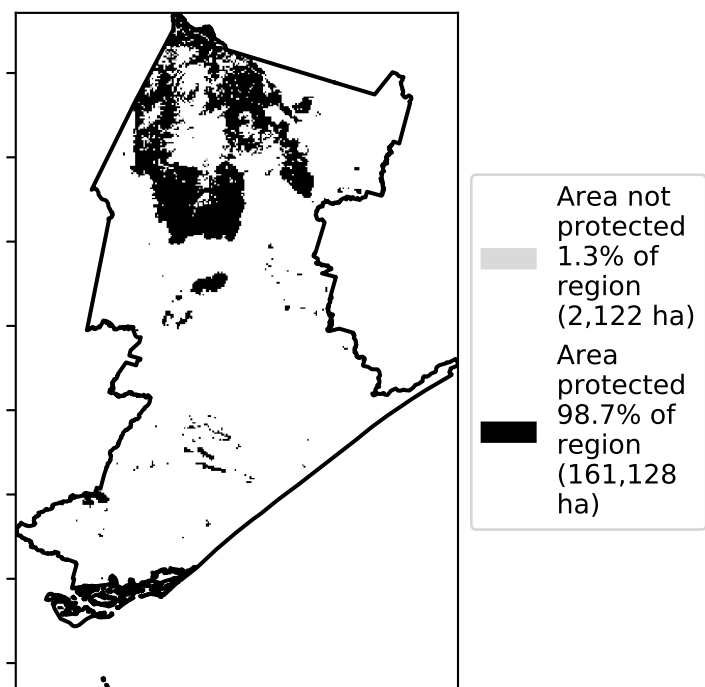 Area not
protected
1.3% of
region
(2,122 ha)
Area
protected
98.7% of
region
(161,128
ha)